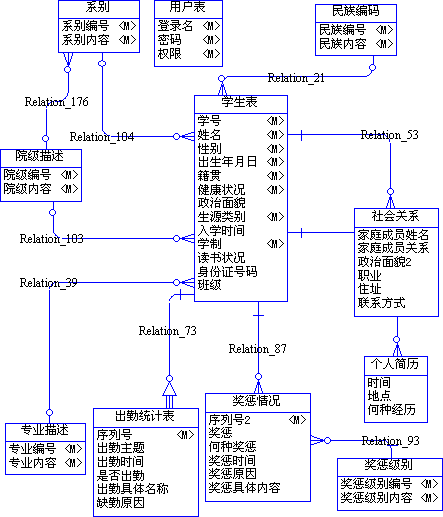 系别
系别编号 <M>
系别内容 <M>
用户表
登录名 <M>
密码 <M>
权限 <M>
民族编码
民族编号 <M>
民族内容 <M>
Relation_21
Relation_176
Relation_104
Relation_53
学生表
学号 <M>
姓名 <M>
性别 <M>
出生年月日 <M>
籍贯 <M>
健康状况 <M>
政治面貌
生源类别 <M>
入学时间
学制 <M>
读书状况
身份证号码
班级
院级描述
院级编号 <M>
院级内容 <M>
Relation_103
Relation_39
社会关系
家庭成员姓名
家庭成员关系
政治面貌2
职业
住址
联系方式
Relation_73
Relation_87
个人简历
时间
地点
何种经历
专业描述
专业编号 <M>
专业内容 <M>
出勤统计表
序列号 <M>
出勤主题
出勤时间
是否出勤
出勤具体名称
缺勤原因
奖惩情况
序列号2 <M>
奖惩
何种奖惩
奖惩时间
奖惩原因
奖惩具体内容
Relation_93
奖惩级别
奖惩级别编号 <M>
奖惩级别内容 <M>